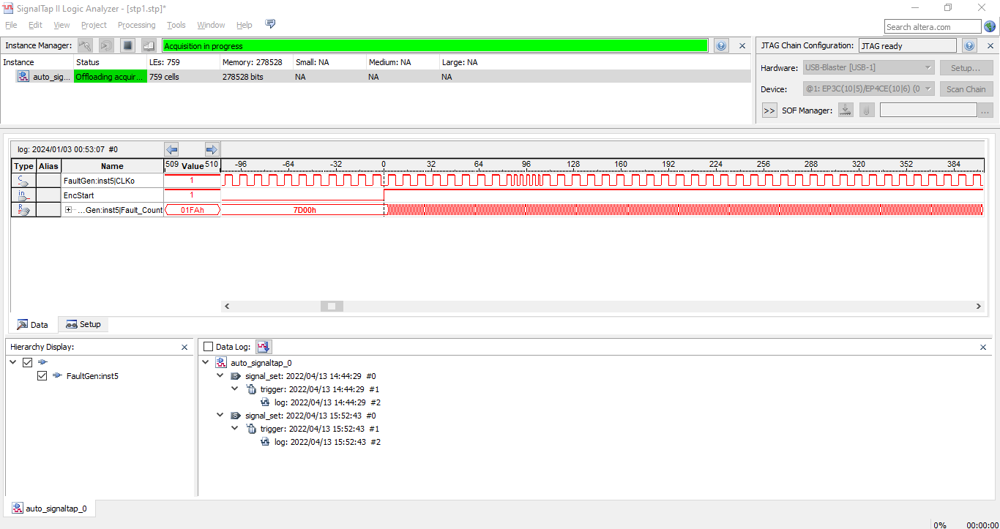 SignalTap II Logic Analyzer - [stp1.stp]*
File Edit View Project Processing Tools Window Help
Search altera.com
Instance Manager: Acquisition in progress
Instance Status LEs: 759 Memory: 278528 Small: NA Medium: NA Large: NA
auto_sig... Offloading acquir... 759 cells 278528 bits NA NA NA
JTAG Chain Configuration: JTAG ready
Hardware: USB-Blaster [USB-1] Setup...
Device: @1: EP3C(10|5)/EP4CE(10|6) (0 Scan Chain
>> SOF Manager: ...
log: 2024/01/03 00:53:07 #0
Type Alias Name 509 Value 510 -96 -64 -32 0 32 64 96 128 160 192 224 256 288 320 352 384
C FaultGen:inst5|CLKo 1
in EncStart 1
R ...Gen:inst5|Fault_Count 01FAh 7D00h
Data Setup
Hierarchy Display:
FaultGen:inst5
Data Log:
auto_signaltap_0
signal_set: 2022/04/13 14:44:29 #0
trigger: 2022/04/13 14:44:29 #1
log: 2022/04/13 14:44:29 #2
signal_set: 2022/04/13 15:52:43 #0
trigger: 2022/04/13 15:52:43 #1
log: 2022/04/13 15:52:43 #2
auto_signaltap_0
0% 00:00:00